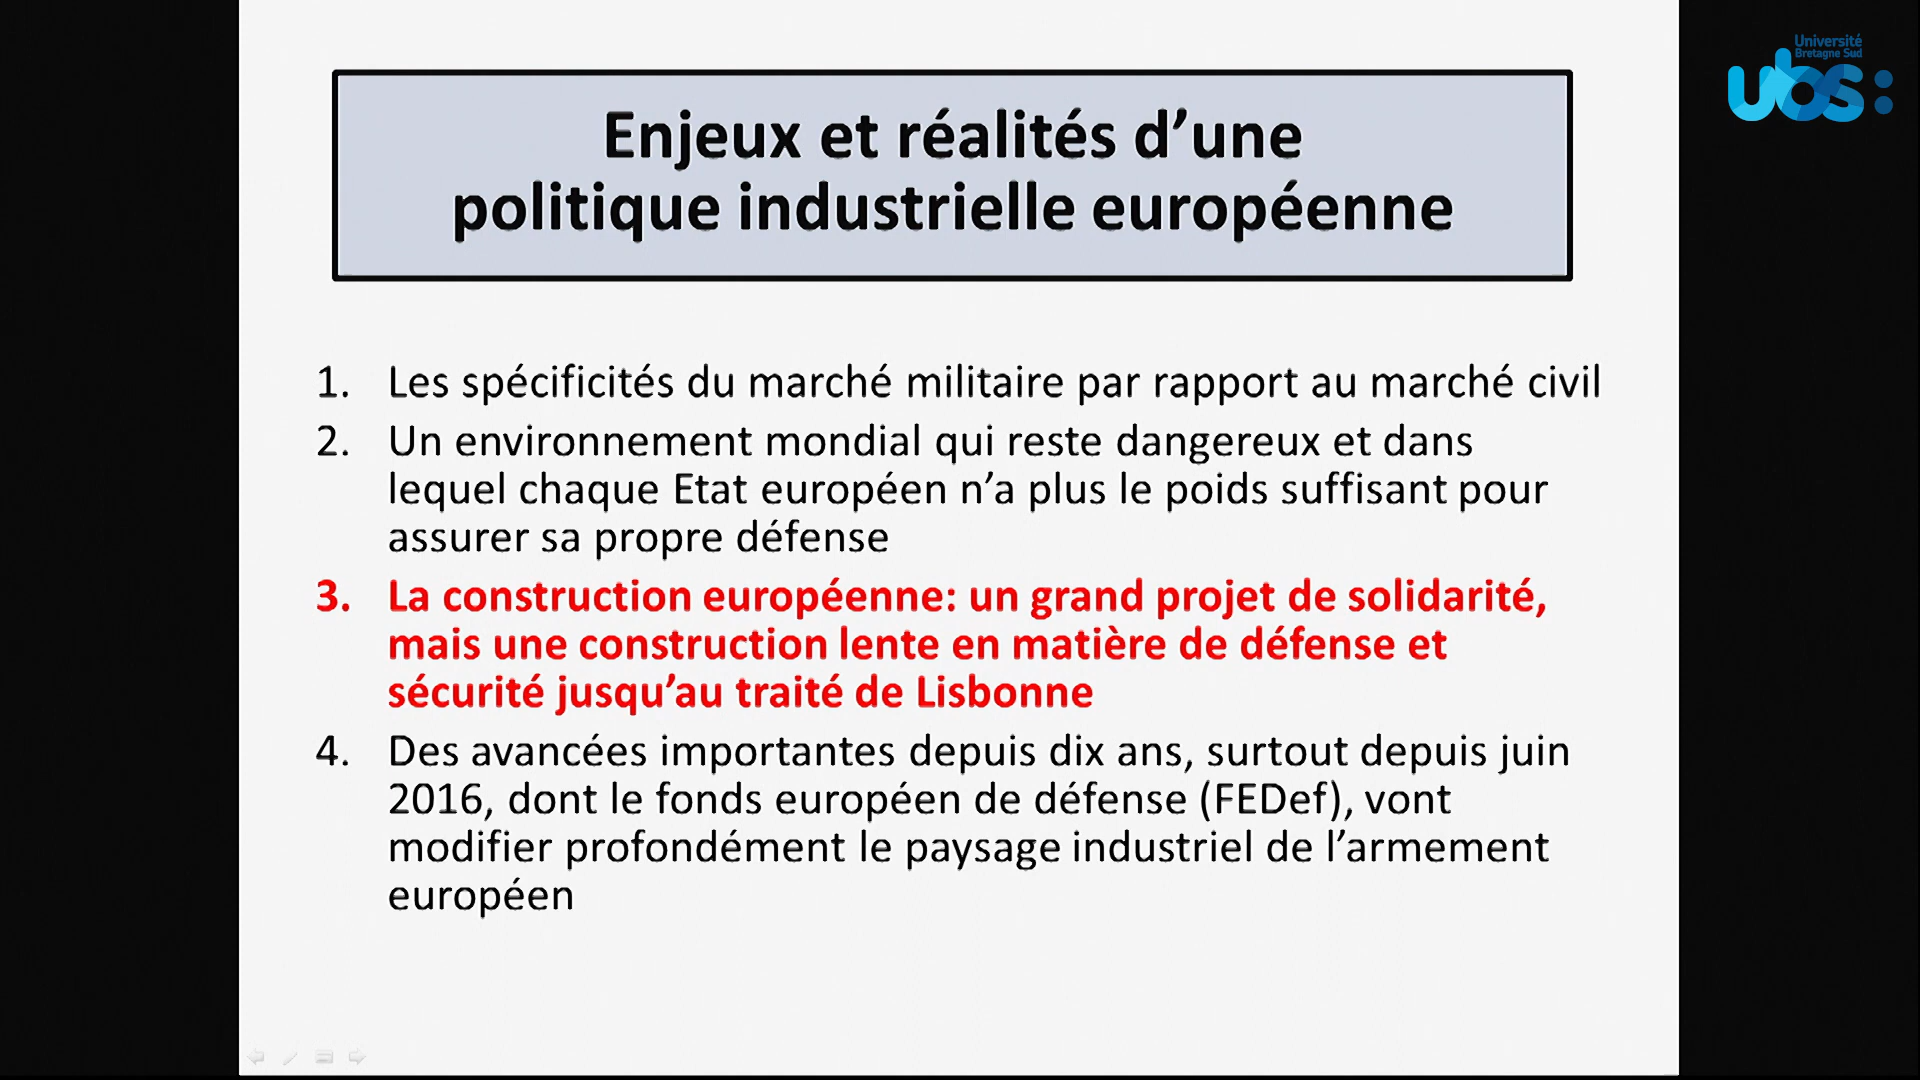 Université
Bretagne Sud
ubs:
Enjeux et réalités d’une
politique industrielle européenne
1. Les spécificités du marché militaire par rapport au marché civil
2. Un environnement mondial qui reste dangereux et dans
lequel chaque Etat européen n’a plus le poids suffisant pour
assurer sa propre défense
3. La construction européenne: un grand projet de solidarité,
mais une construction lente en matière de défense et
sécurité jusqu’au traité de Lisbonne
4. Des avancées importantes depuis dix ans, surtout depuis juin
2016, dont le fonds européen de défense (FEDef), vont
modifier profondément le paysage industriel de l’armement
européen